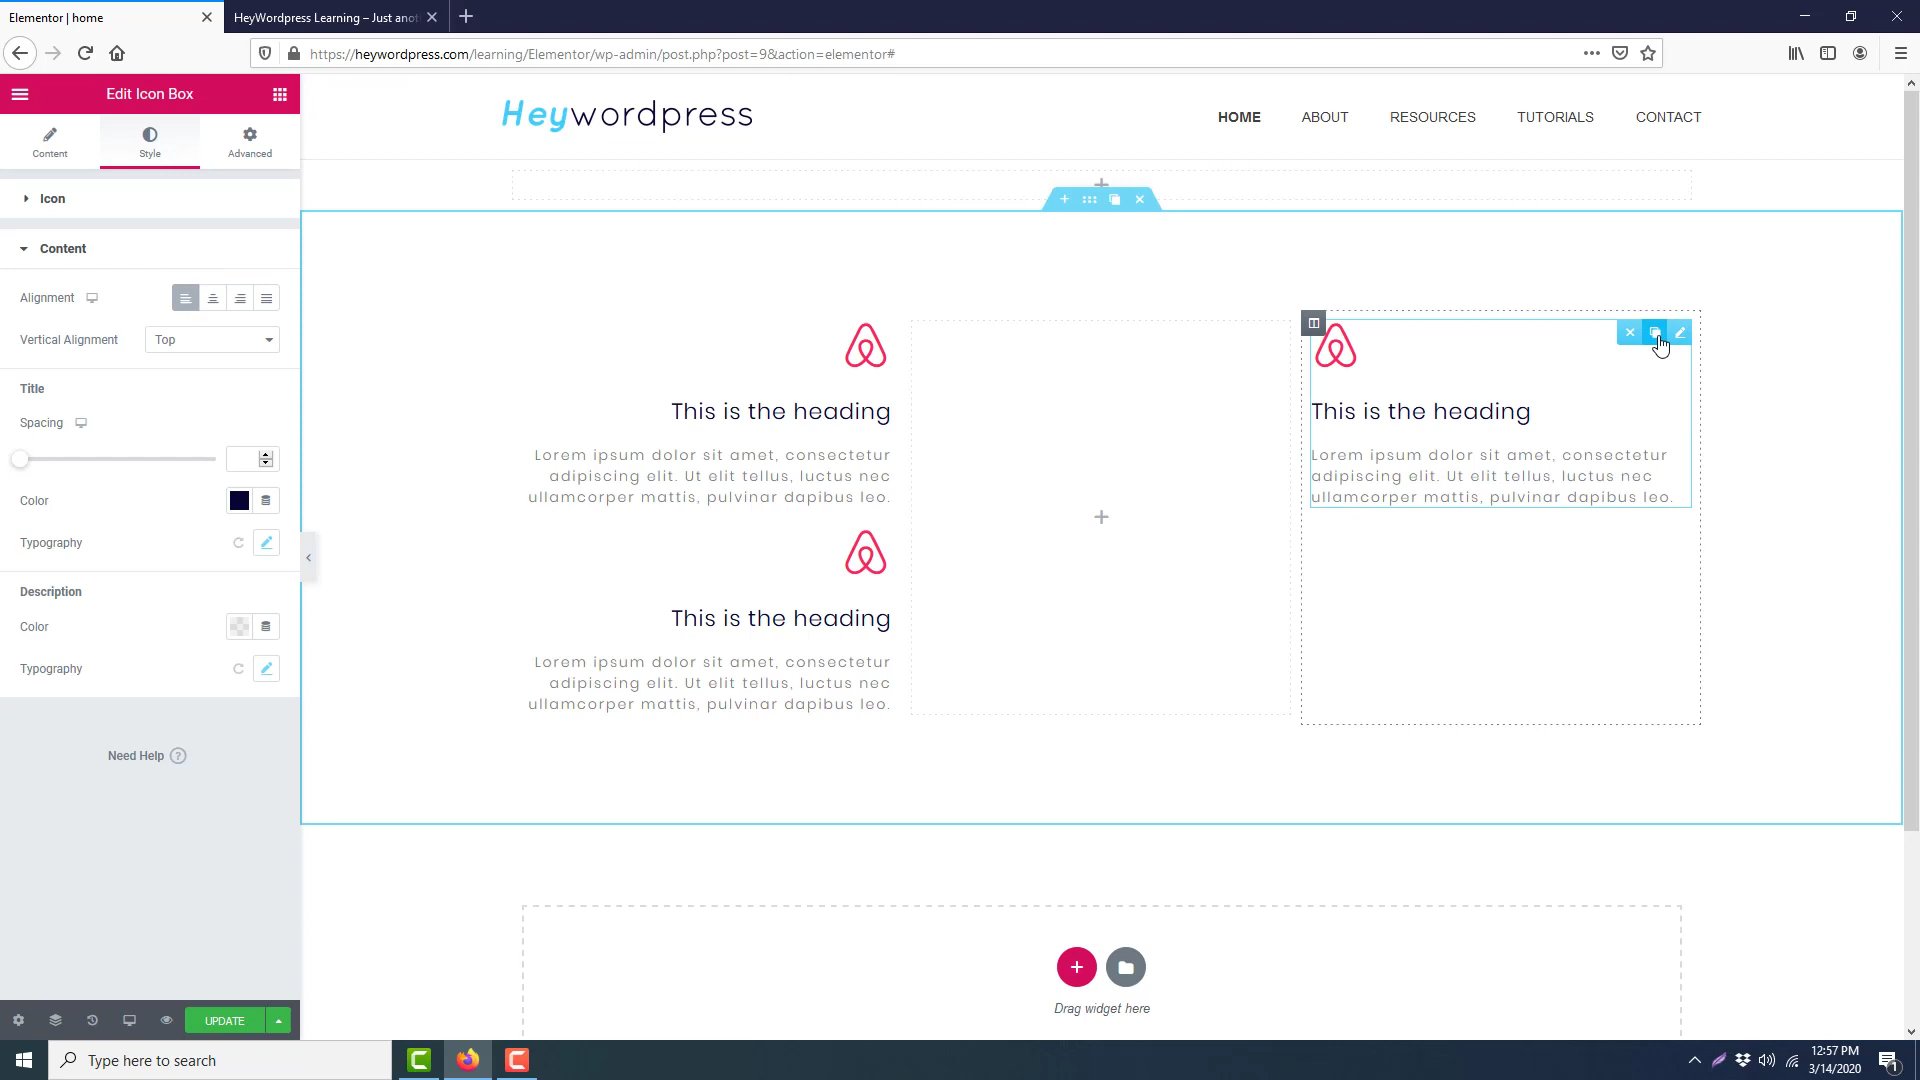 Elementor | home
HeyWordpress Learning – Just anot
https://heywordpress.com/learning/Elementor/wp-admin/post.php?post=9&action=elementor#
Edit Icon Box
Content
Style
Advanced
Icon
Content
Alignment
Vertical Alignment
Top
Title
Spacing
Color
Typography
Description
Color
Typography
Need Help
?
UPDATE
Heywordpress
HOME
ABOUT
RESOURCES
TUTORIALS
CONTACT
This is the heading
Lorem ipsum dolor sit amet, consectetur
adipiscing elit. Ut elit tellus, luctus nec
ullamcorper mattis, pulvinar dapibus leo.
This is the heading
Lorem ipsum dolor sit amet, consectetur
adipiscing elit. Ut elit tellus, luctus nec
ullamcorper mattis, pulvinar dapibus leo.
This is the heading
Lorem ipsum dolor sit amet, consectetur
adipiscing elit. Ut elit tellus, luctus nec
ullamcorper mattis, pulvinar dapibus leo.
Drag widget here
Type here to search
12:57 PM
3/14/2020
1